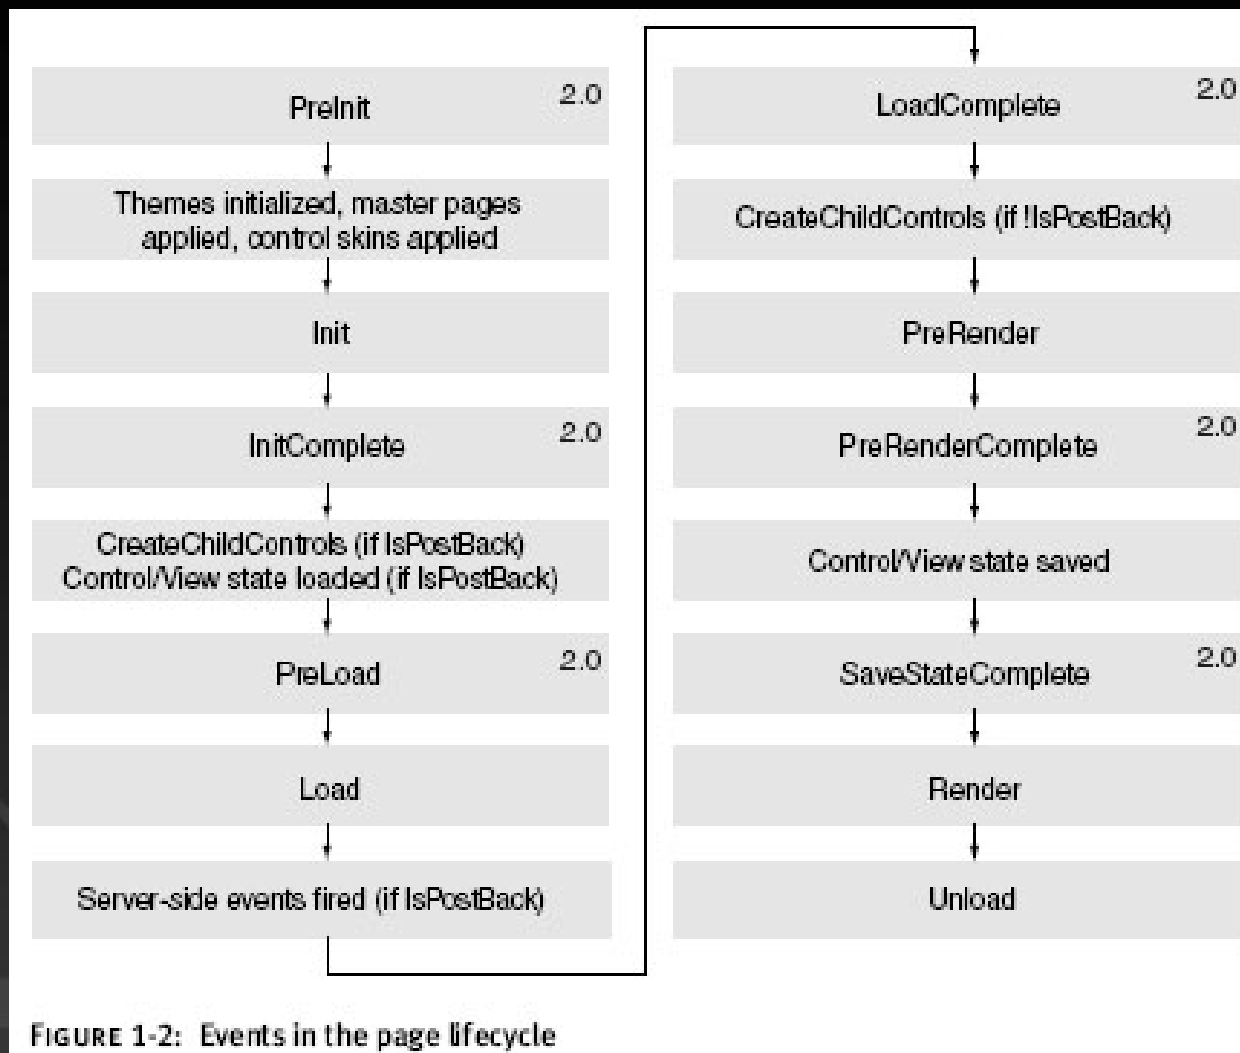 PreInit
2.0
Themes initialized, master pages
applied, control skins applied
Init
InitComplete
2.0
CreateChildControls (if IsPostBack)
Control/View state loaded (if IsPostBack)
PreLoad
2.0
Load
Server-side events fired (if IsPostBack)
LoadComplete
2.0
CreateChildControls (if !IsPostBack)
PreRender
PreRenderComplete
2.0
Control/View state saved
SaveStateComplete
2.0
Render
Unload
FIGURE 1-2: Events in the page lifecycle